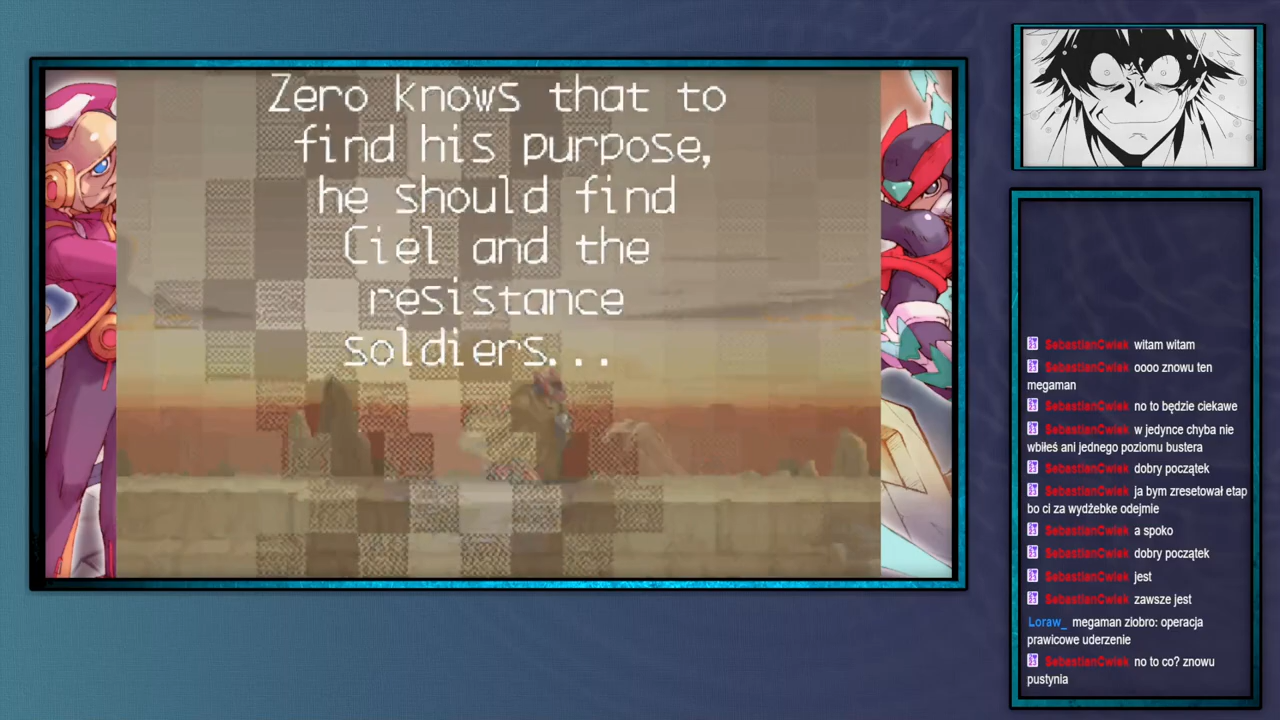 Zero knows that to
find his purpose,
he should find
Ciel and the
resistance
soldiers...
SebastianCwiek witam witam
SebastianCwiek oooo znowu ten
megaman
SebastianCwiek no to będzie ciekawe
SebastianCwiek w jedynce chyba nie
wbiłeś ani jednego poziomu bustera
SebastianCwiek dobry początek
SebastianCwiek ja bym zresetował etap
bo ci za wydżebke odejmie
SebastianCwiek a spoko
SebastianCwiek dobry początek
SebastianCwiek jest
SebastianCwiek zawsze jest
Loraw_ megaman ziobro: operacja
prawicowe uderzenie
SebastianCwiek no to co? znowu
pustynia